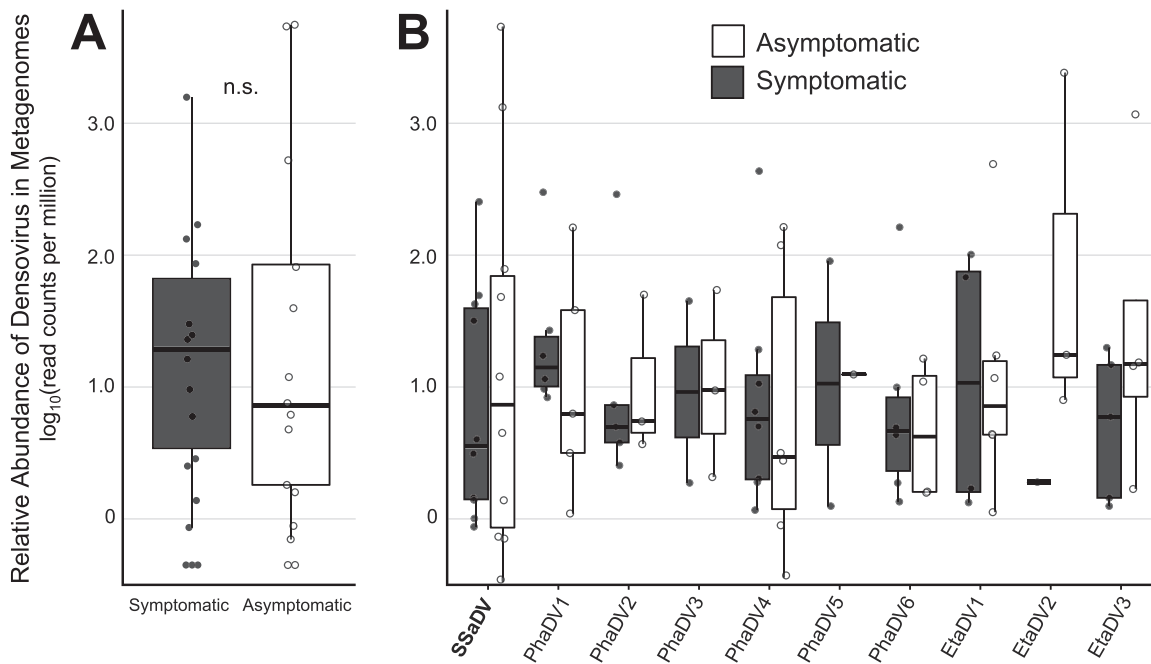 Relative Abundance of Densovirus in Metagenomes
log10(read counts per million)
A
n.s.
3.0
2.0
1.0
0
Symptomatic Asymptomatic
B
Asymptomatic
Symptomatic
3.0
2.0
1.0
0
SSaDV
PhaDV1
PhaDV2
PhaDV3
PhaDV4
PhaDV5
PhaDV6
EtaDV1
EtaDV2
EtaDV3